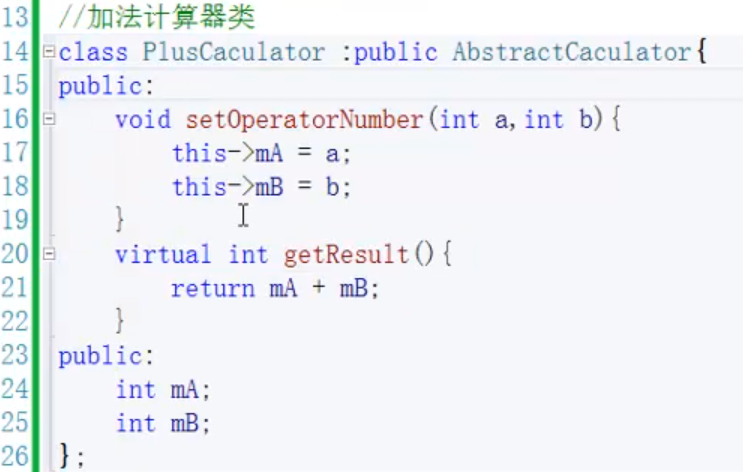 13 //加法计算器类
14 class PlusCaculator :public AbstractCaculator{
15 public:
16     void setOperatorNumber(int a,int b){
17         this->mA = a;
18         this->mB = b;
19     }
20     virtual int getResult(){
21         return mA + mB;
22     }
23 public:
24     int mA;
25     int mB;
26 };